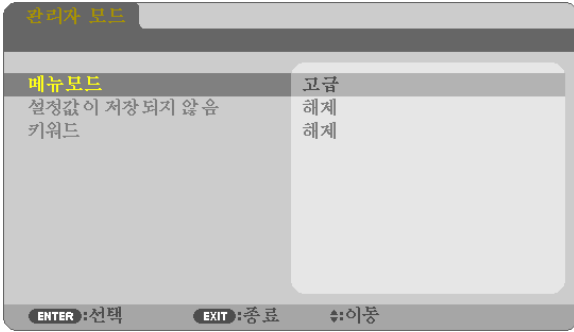 관리자 모드
메뉴모드 고급
설정값이 저장되지 않음 해제
키워드 해제
ENTER:선택 EXIT:종료 :이동